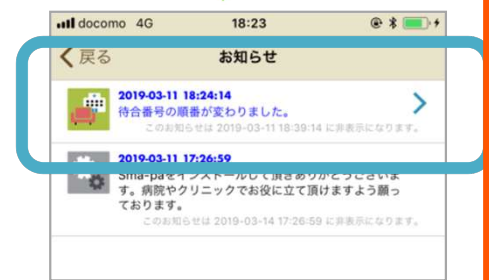 docomo 4G 18:23
戻る お知らせ
2019-03-11 18:24:14
待合番号の順番が変わりました。
このお知らせは 2019-03-11 18:39:14 に非表示になります。
2019-03-11 17:26:59
Sma-paをインストールして頂きありがとうございま
す。病院やクリニックでお役に立て頂けますよう願っ
ております。
このお知らせは 2019-03-14 17:26:59 に非表示になります。